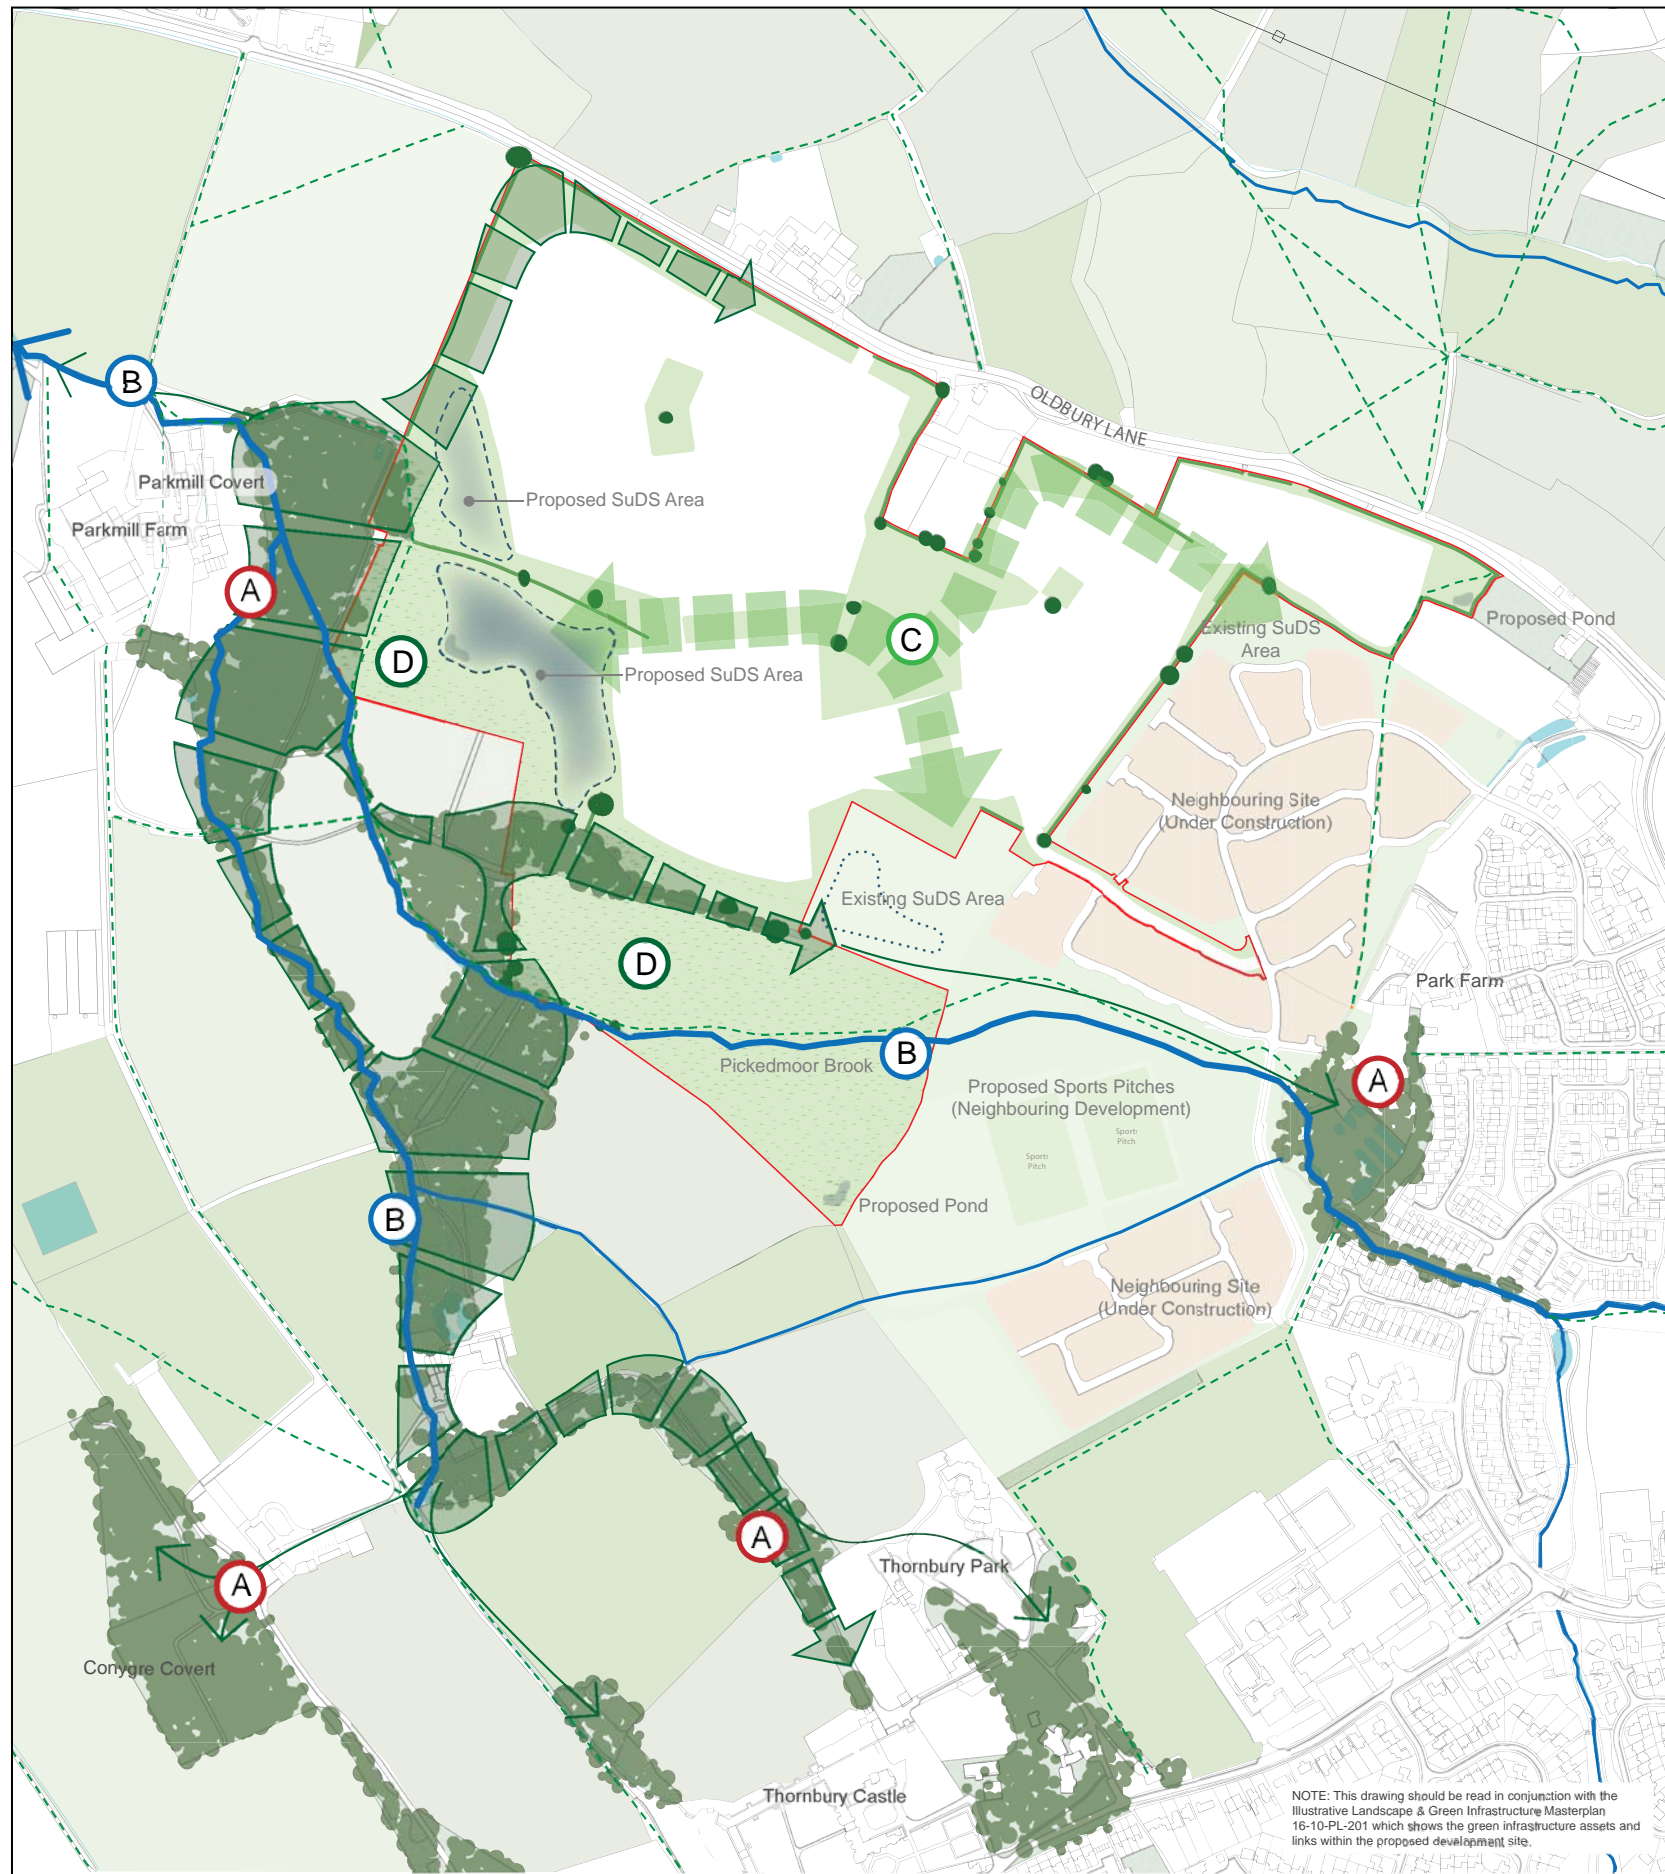 OLDBURY LANE
B
Parkmill Covert
Parkmill Farm
Proposed SuDS Area
A
Proposed Pond
Existing SuDS
Area
C
D
Proposed SuDS Area
Neighbouring Site
(Under Construction)
Existing SuDS Area
D
Park Farm
Pickedmoor Brook
B
A
Proposed Sports Pitches
(Neighbouring Development)
Sports
Pitch
Sports
Pitch
B
Proposed Pond
Neighbouring Site
(Under Construction)
A
A
Thornbury Park
Conygre Covert
Thornbury Castle
NOTE: This drawing should be read in conjunction with the
Illustrative Landscape & Green Infrastructure Masterplan
16-10-PL-201 which shows the green infrastructure assets and
links within the proposed development site.